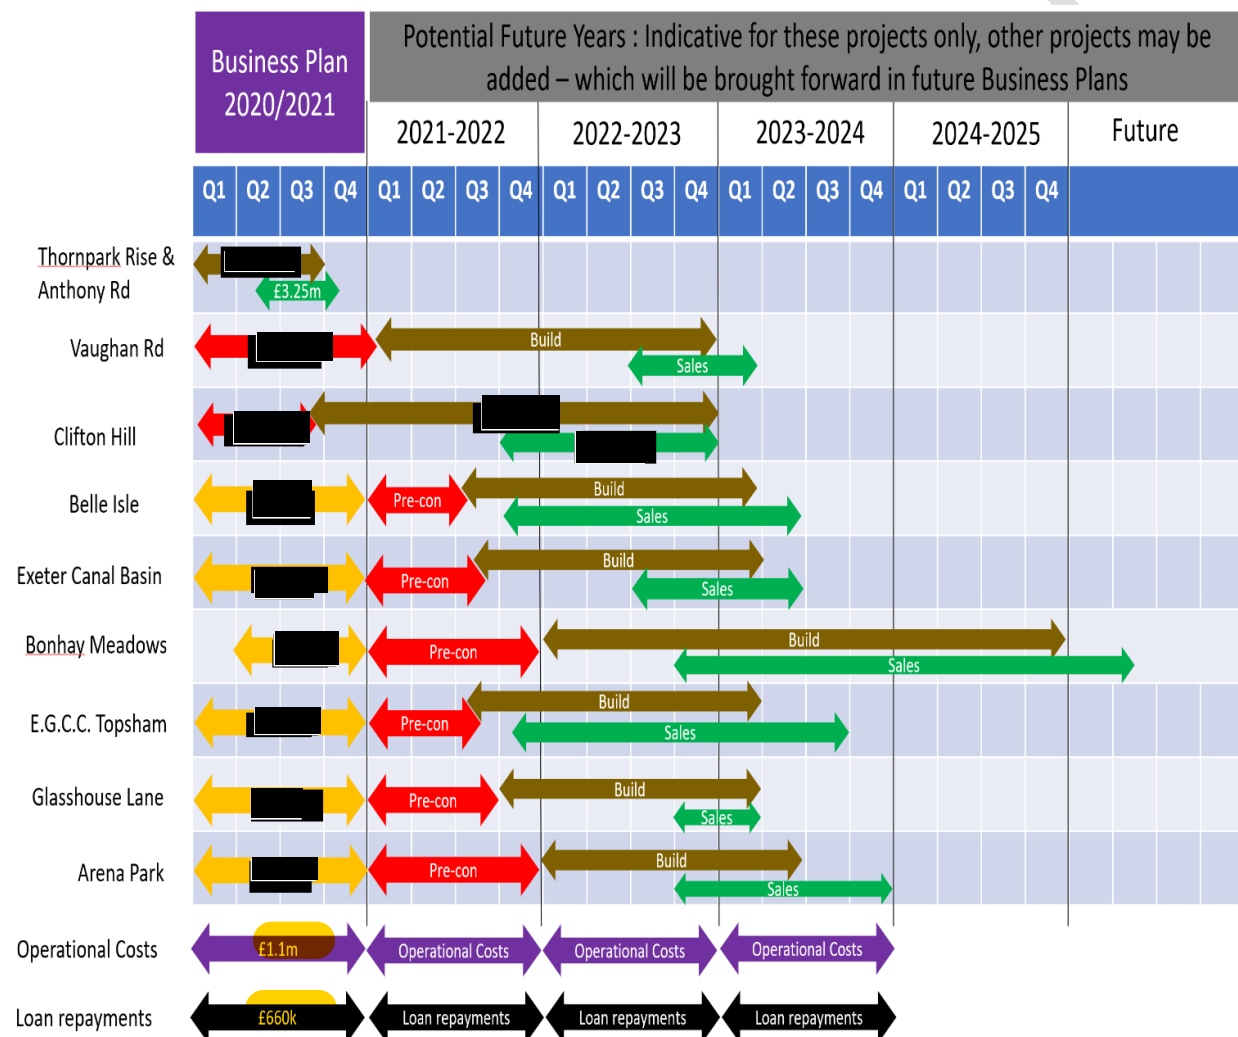 Business Plan
2020/2021
Potential Future Years : Indicative for these projects only, other projects may be
added – which will be brought forward in future Business Plans
2021-2022 2022-2023 2023-2024 2024-2025 Future
Q1 Q2 Q3 Q4 Q1 Q2 Q3 Q4 Q1 Q2 Q3 Q4 Q1 Q2 Q3 Q4 Q1 Q2 Q3 Q4
Thornpark Rise &
Anthony Rd
£3.25m
Vaughan Rd
Build
Sales
Clifton Hill
Belle Isle
Pre-con
Build
Sales
Exeter Canal Basin
Pre-con
Build
Sales
Bonhay Meadows
Pre-con
Build
Sales
E.G.C.C. Topsham
Pre-con
Build
Sales
Glasshouse Lane
Pre-con
Build
Sales
Arena Park
Pre-con
Build
Sales
Operational Costs £1.1m Operational Costs Operational Costs Operational Costs
Loan repayments £660k Loan repayments Loan repayments Loan repayments